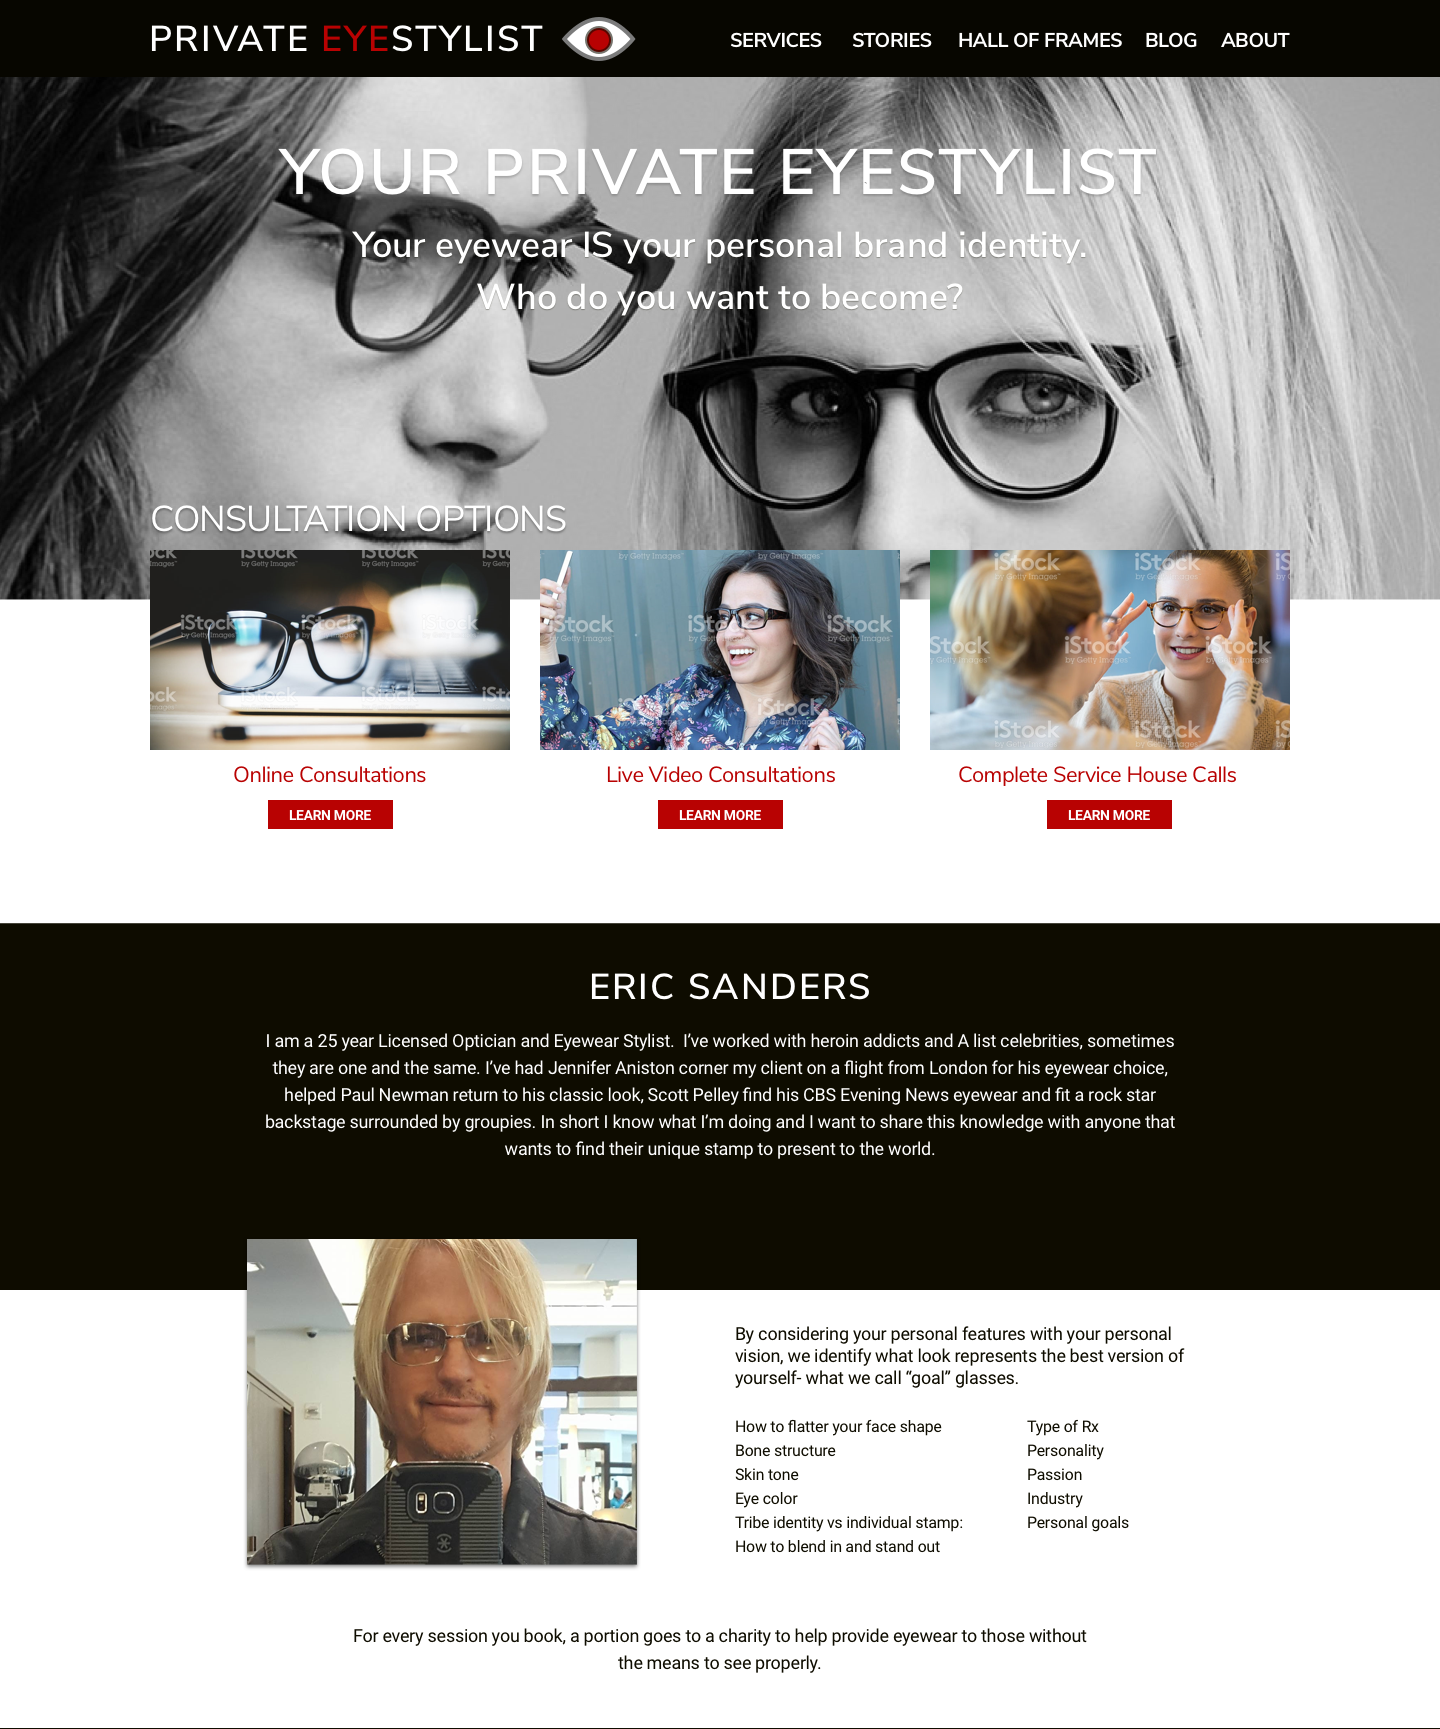 PRIVATE EYESTYLIST
SERVICES STORIES HALL OF FRAMES BLOG ABOUT
YOUR PRIVATE EYESTYLIST
Your eyewear IS your personal brand identity.
Who do you want to become?
CONSULTATION OPTIONS
iStock
by Getty Images
Online Consultations
Live Video Consultations
Complete Service House Calls
LEARN MORE
LEARN MORE
LEARN MORE
ERIC SANDERS
I am a 25 year Licensed Optician and Eyewear Stylist.  I’ve worked with heroin addicts and A list celebrities, sometimes
they are one and the same. I’ve had Jennifer Aniston corner my client on a flight from London for his eyewear choice,
helped Paul Newman return to his classic look, Scott Pelley find his CBS Evening News eyewear and fit a rock star
backstage surrounded by groupies. In short I know what I’m doing and I want to share this knowledge with anyone that
wants to find their unique stamp to present to the world.
By considering your personal features with your personal
vision, we identify what look represents the best version of
yourself- what we call “goal” glasses.
How to flatter your face shape
Bone structure
Skin tone
Eye color
Tribe identity vs individual stamp:
How to blend in and stand out
Type of Rx
Personality
Passion
Industry
Personal goals
For every session you book, a portion goes to a charity to help provide eyewear to those without
the means to see properly.